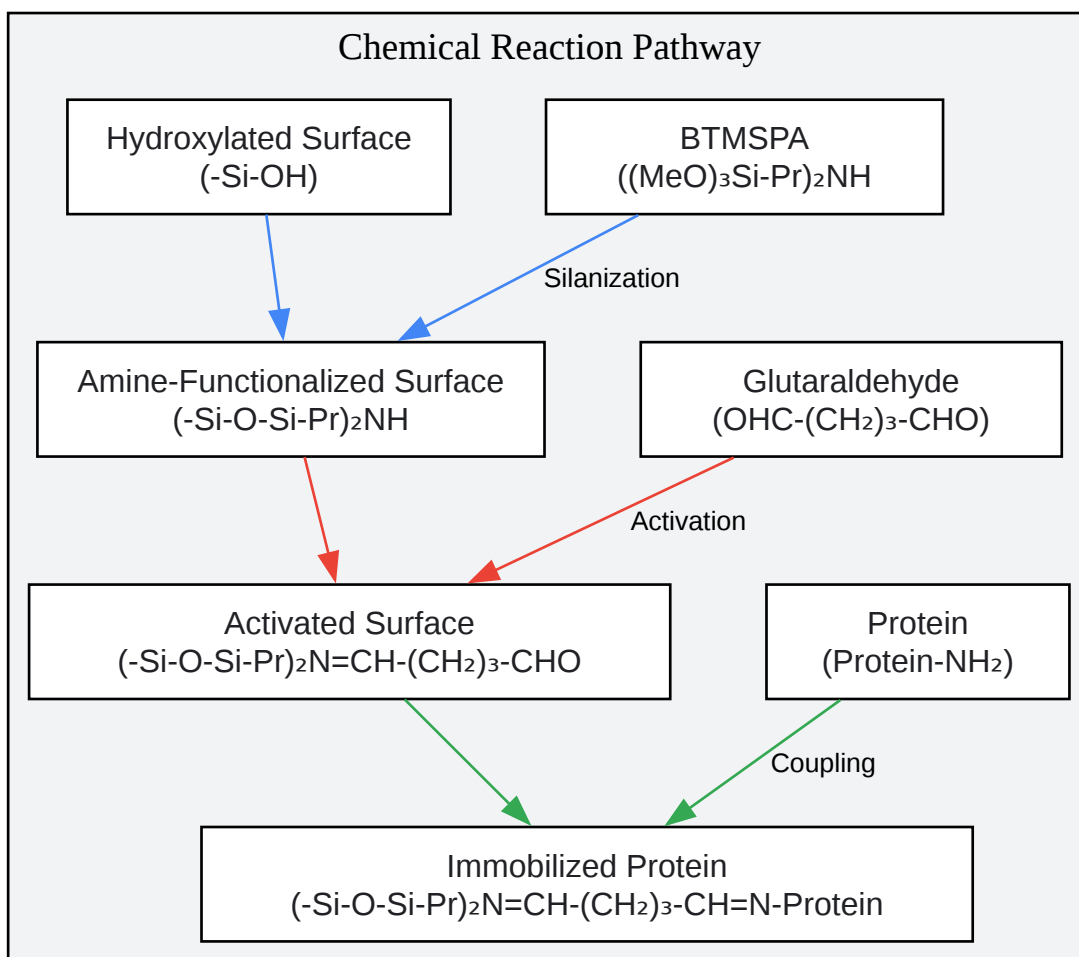 Chemical Reaction Pathway
Hydroxylated Surface
(-Si-OH)
BTMSPA
((MeO)₃Si-Pr)₂NH
Silanization
Amine-Functionalized Surface
(-Si-O-Si-Pr)₂NH
Glutaraldehyde
(OHC-(CH₂)₃-CHO)
Activation
Activated Surface
(-Si-O-Si-Pr)₂N=CH-(CH₂)₃-CHO
Protein
(Protein-NH₂)
Coupling
Immobilized Protein
(-Si-O-Si-Pr)₂N=CH-(CH₂)₃-CH=N-Protein